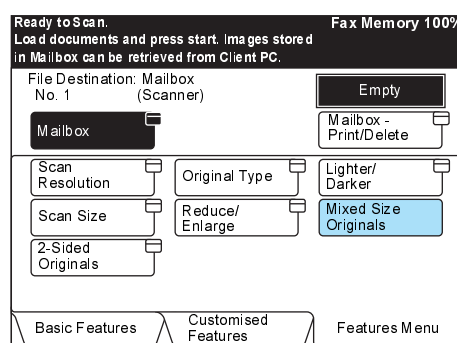 Ready to Scan. Fax Memory 100%
Load documents and press start. Images stored
in Mailbox can be retrieved from Client PC.
File Destination: Mailbox
No. 1 (Scanner)
Empty
Mailbox
Mailbox -
Print/Delete
Scan
Resolution
Original Type
Lighter/
Darker
Scan Size
Reduce/
Enlarge
Mixed Size
Originals
2-Sided
Originals
Basic Features
Customised
Features
Features Menu